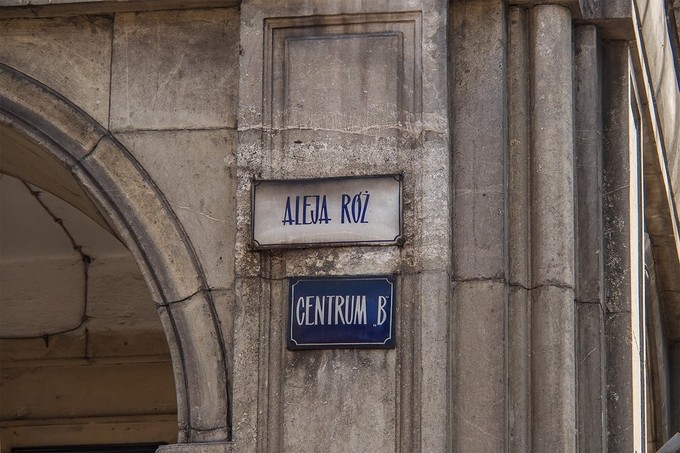 ALEJA RÓŻ
CENTRUM „B”